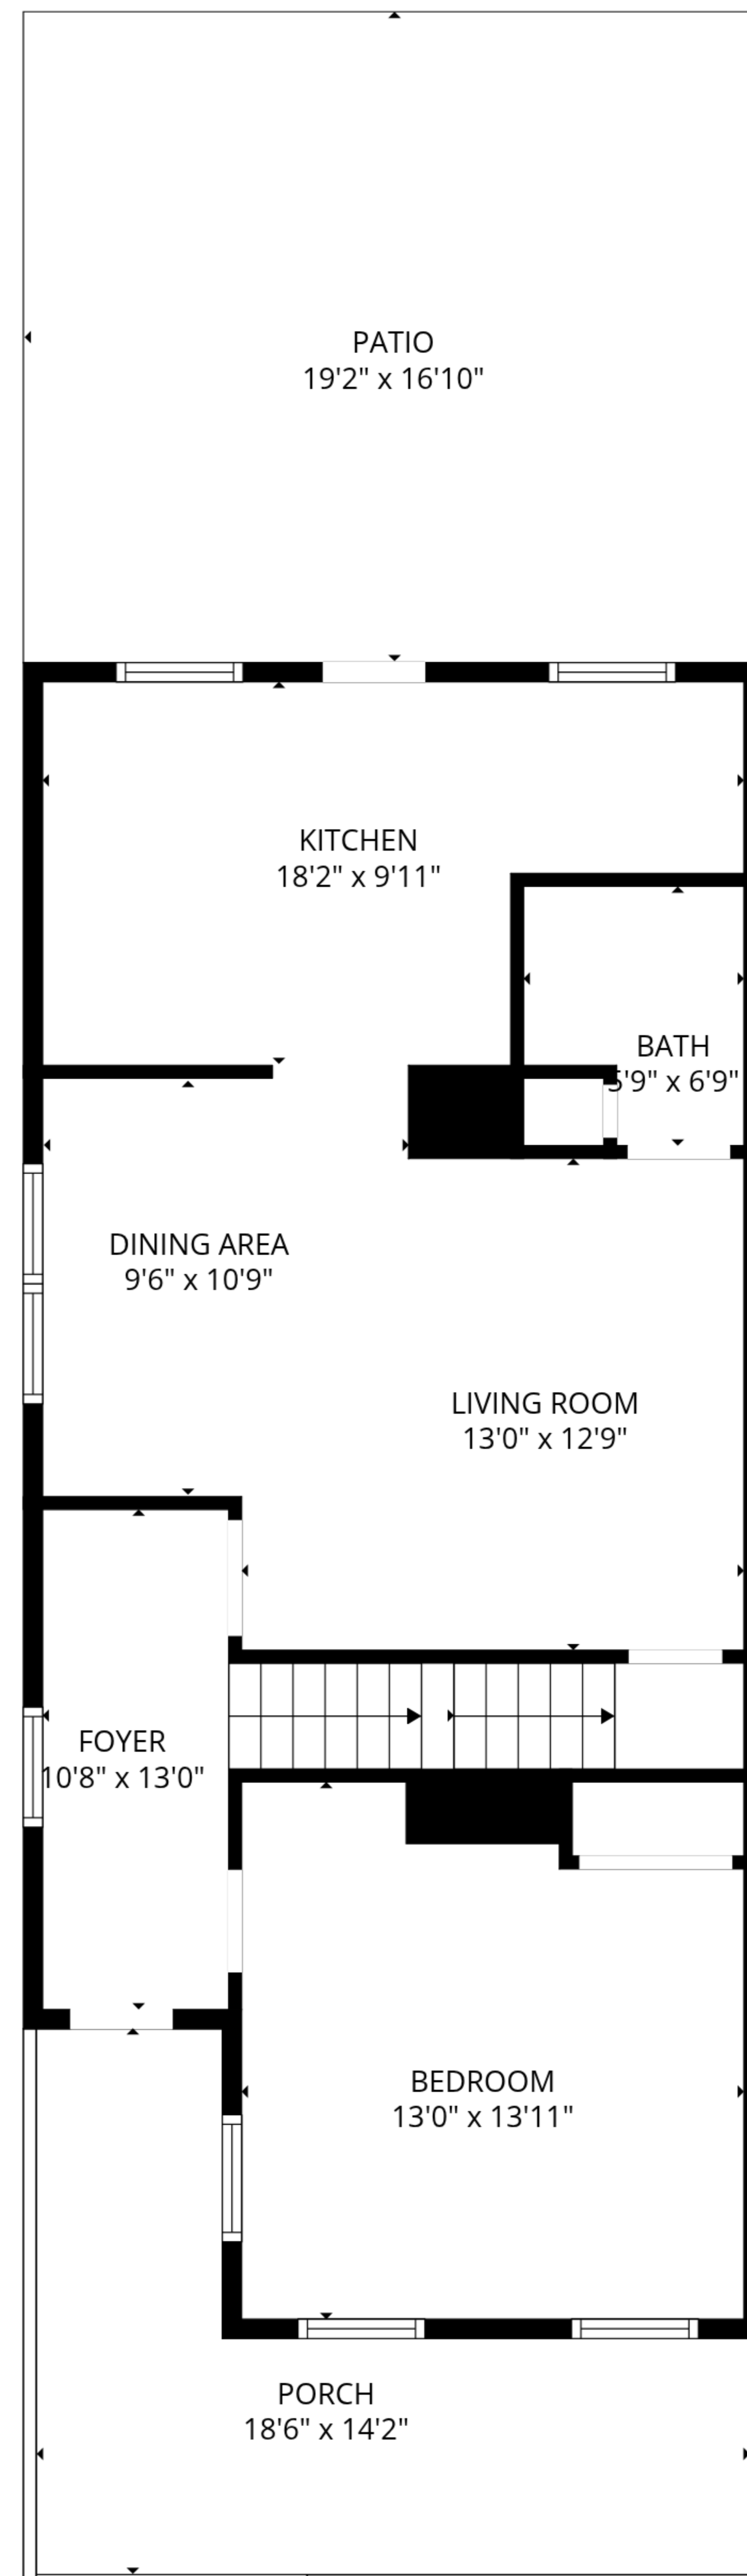 PATIO
19'2" x 16'10"
KITCHEN
18'2" x 9'11"
BATH
5'9" x 6'9"
DINING AREA
9'6" x 10'9"
LIVING ROOM
13'0" x 12'9"
FOYER
10'8" x 13'0"
BEDROOM
13'0" x 13'11"
PORCH
18'6" x 14'2"